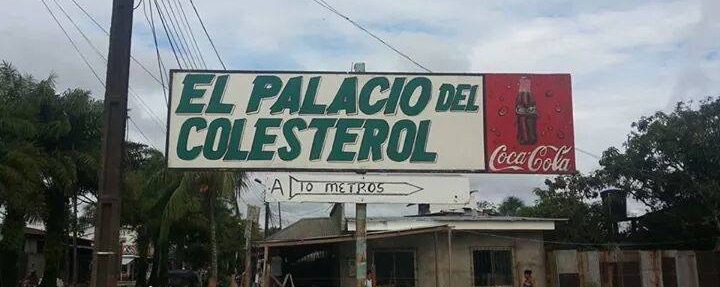 EL PALACIO DEL
COLESTEROL
Coca-Cola
A 10 METROS